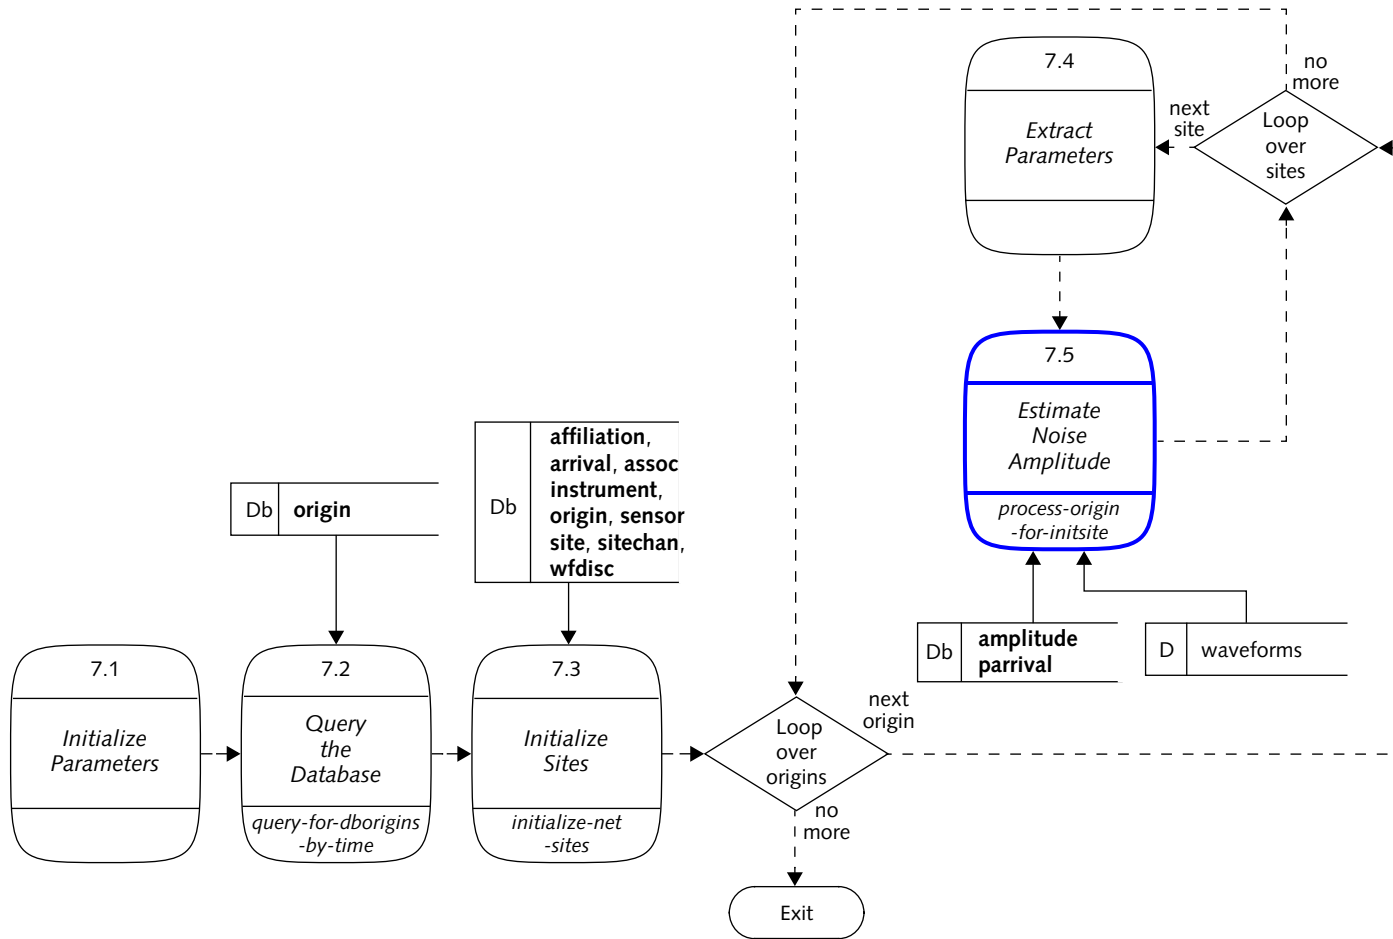 7.4
Extract
Parameters
next
site
no
more
Loop
over
sites
7.5
Estimate
Noise
Amplitude
process-origin
-for-initsite
Db
amplitude
parrival
D
waveforms
Db
origin
Db
affiliation,
arrival, assoc
instrument,
origin, sensor
site, sitechan,
wfdisc
7.1
Initialize
Parameters
7.2
Query
the
Database
query-for-dborigins
-by-time
7.3
Initialize
Sites
initialize-net
-sites
Loop
over
origins
next
origin
no
more
Exit